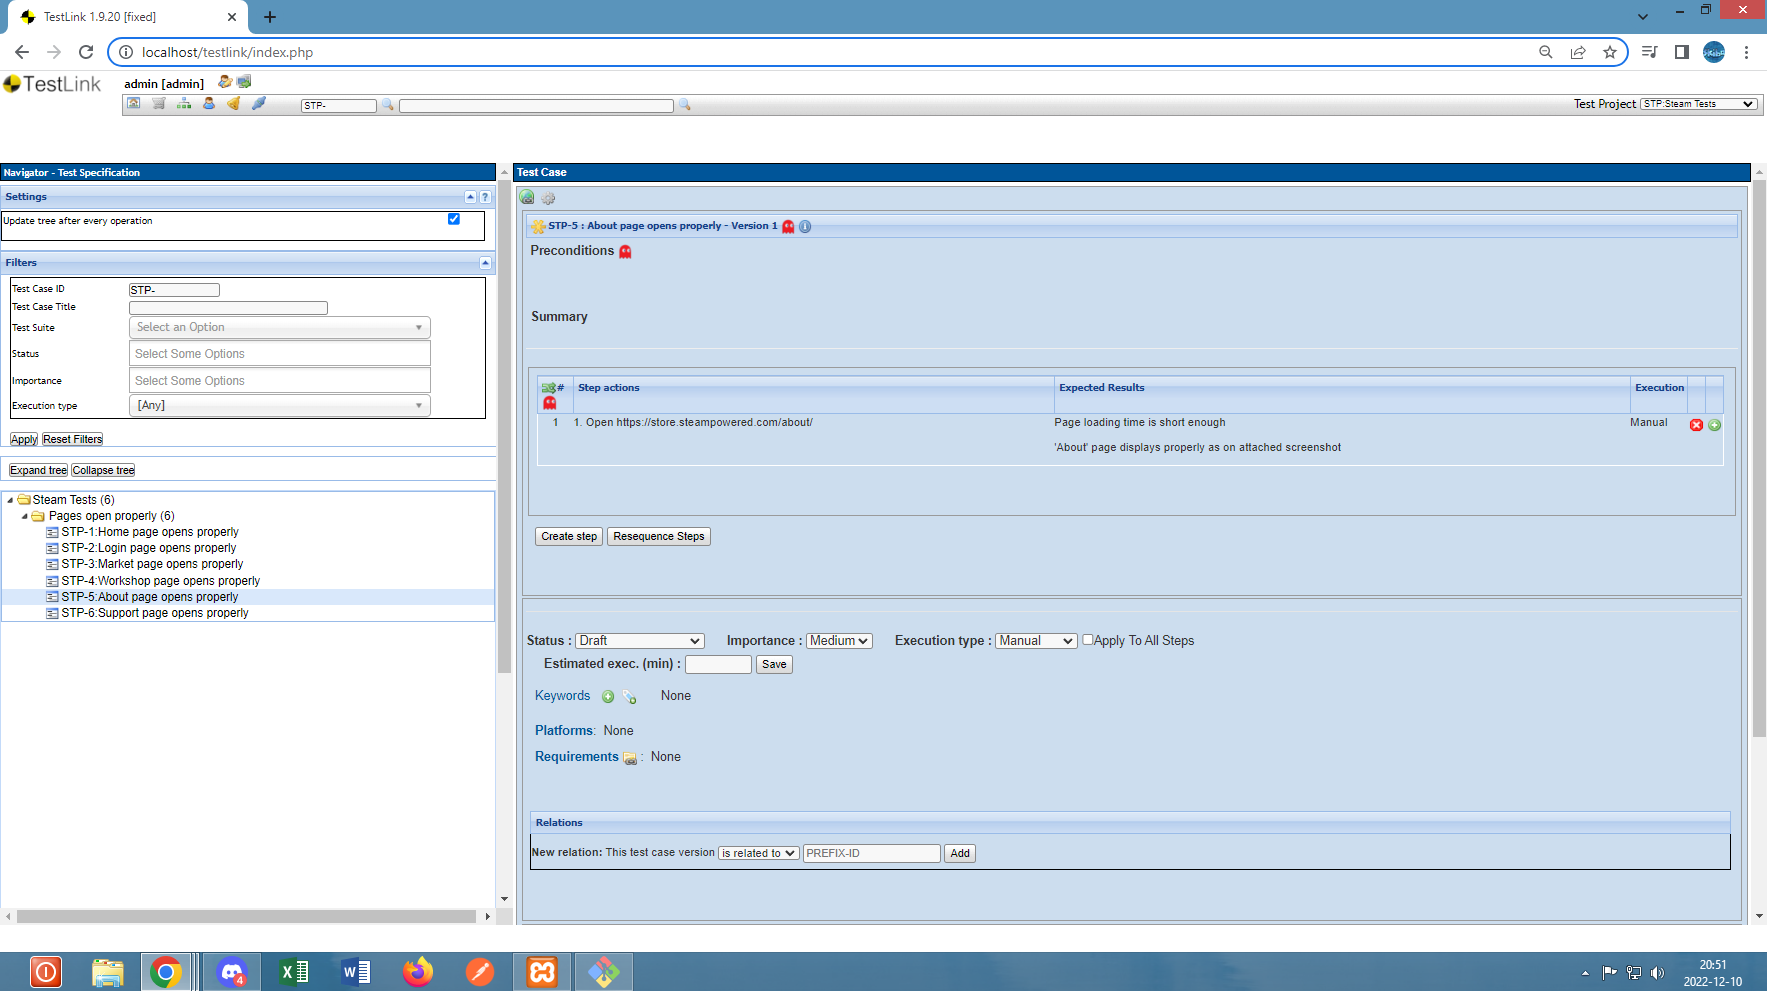 TestLink 1.9.20 [fixed]
localhost/testlink/index.php
TestLink
admin [admin]
STP-
Test Project STP:Steam Tests
Navigator - Test Specification
Settings
Update tree after every operation
Filters
Test Case ID STP-
Test Case Title
Test Suite Select an Option
Status Select Some Options
Importance Select Some Options
Execution type [Any]
Apply Reset Filters
Expand tree Collapse tree
Steam Tests (6)
Pages open properly (6)
STP-1:Home page opens properly
STP-2:Login page opens properly
STP-3:Market page opens properly
STP-4:Workshop page opens properly
STP-5:About page opens properly
STP-6:Support page opens properly
Test Case
STP-5 : About page opens properly - Version 1
Preconditions
Summary
# Step actions Expected Results Execution
1 1. Open https://store.steampowered.com/about/ Page loading time is short enough Manual
'About' page displays properly as on attached screenshot
Create step Resequence Steps
Status : Draft Importance : Medium Execution type : Manual Apply To All Steps
Estimated exec. (min) : Save
Keywords None
Platforms: None
Requirements : None
Relations
New relation: This test case version is related to PREFIX-ID Add
4
20:51
2022-12-10